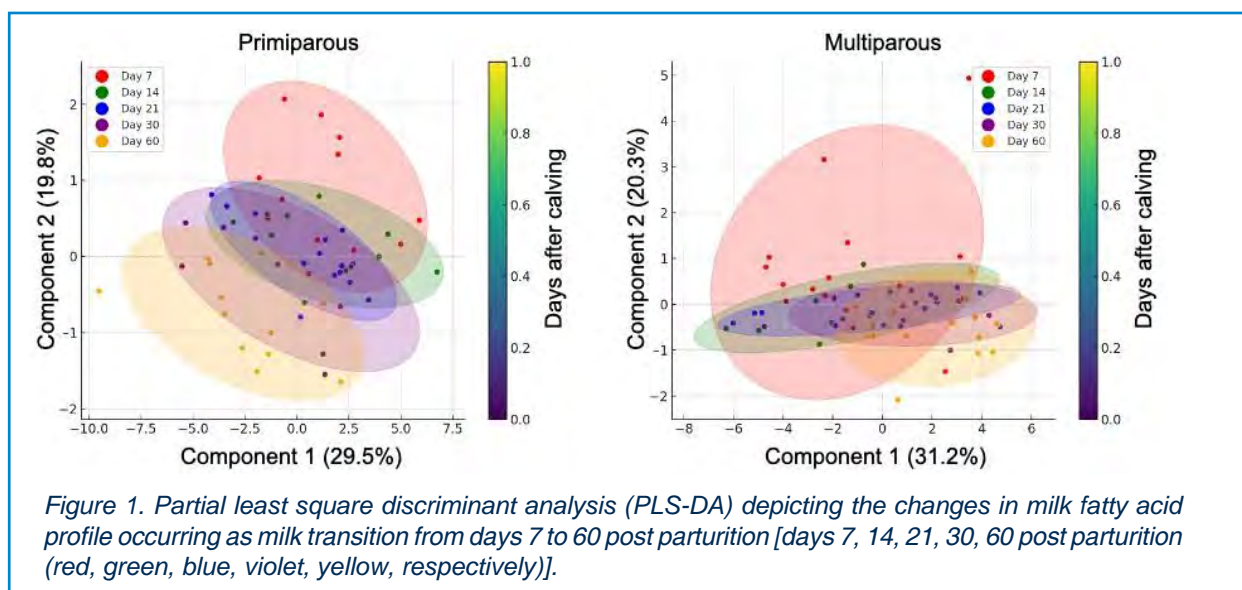 Primiparous
Component 2 (19.8%)
2
1
0
−1
−2
−10.0 −7.5 −5.0 −2.5 0.0 2.5 5.0 7.5
Component 1 (29.5%)
Day 7
Day 14
Day 21
Day 30
Day 60
1.0
0.8
0.6
0.4
0.2
0.0
Days after calving
Multiparous
Component 2 (20.3%)
5
4
3
2
1
0
−1
−2
−8 −6 −4 −2 0 2 4 6
Component 1 (31.2%)
Day 7
Day 14
Day 21
Day 30
Day 60
1.0
0.8
0.6
0.4
0.2
0.0
Days after calving
Figure 1. Partial least square discriminant analysis (PLS-DA) depicting the changes in milk fatty acid
profile occurring as milk transition from days 7 to 60 post parturition [days 7, 14, 21, 30, 60 post parturition
(red, green, blue, violet, yellow, respectively)].